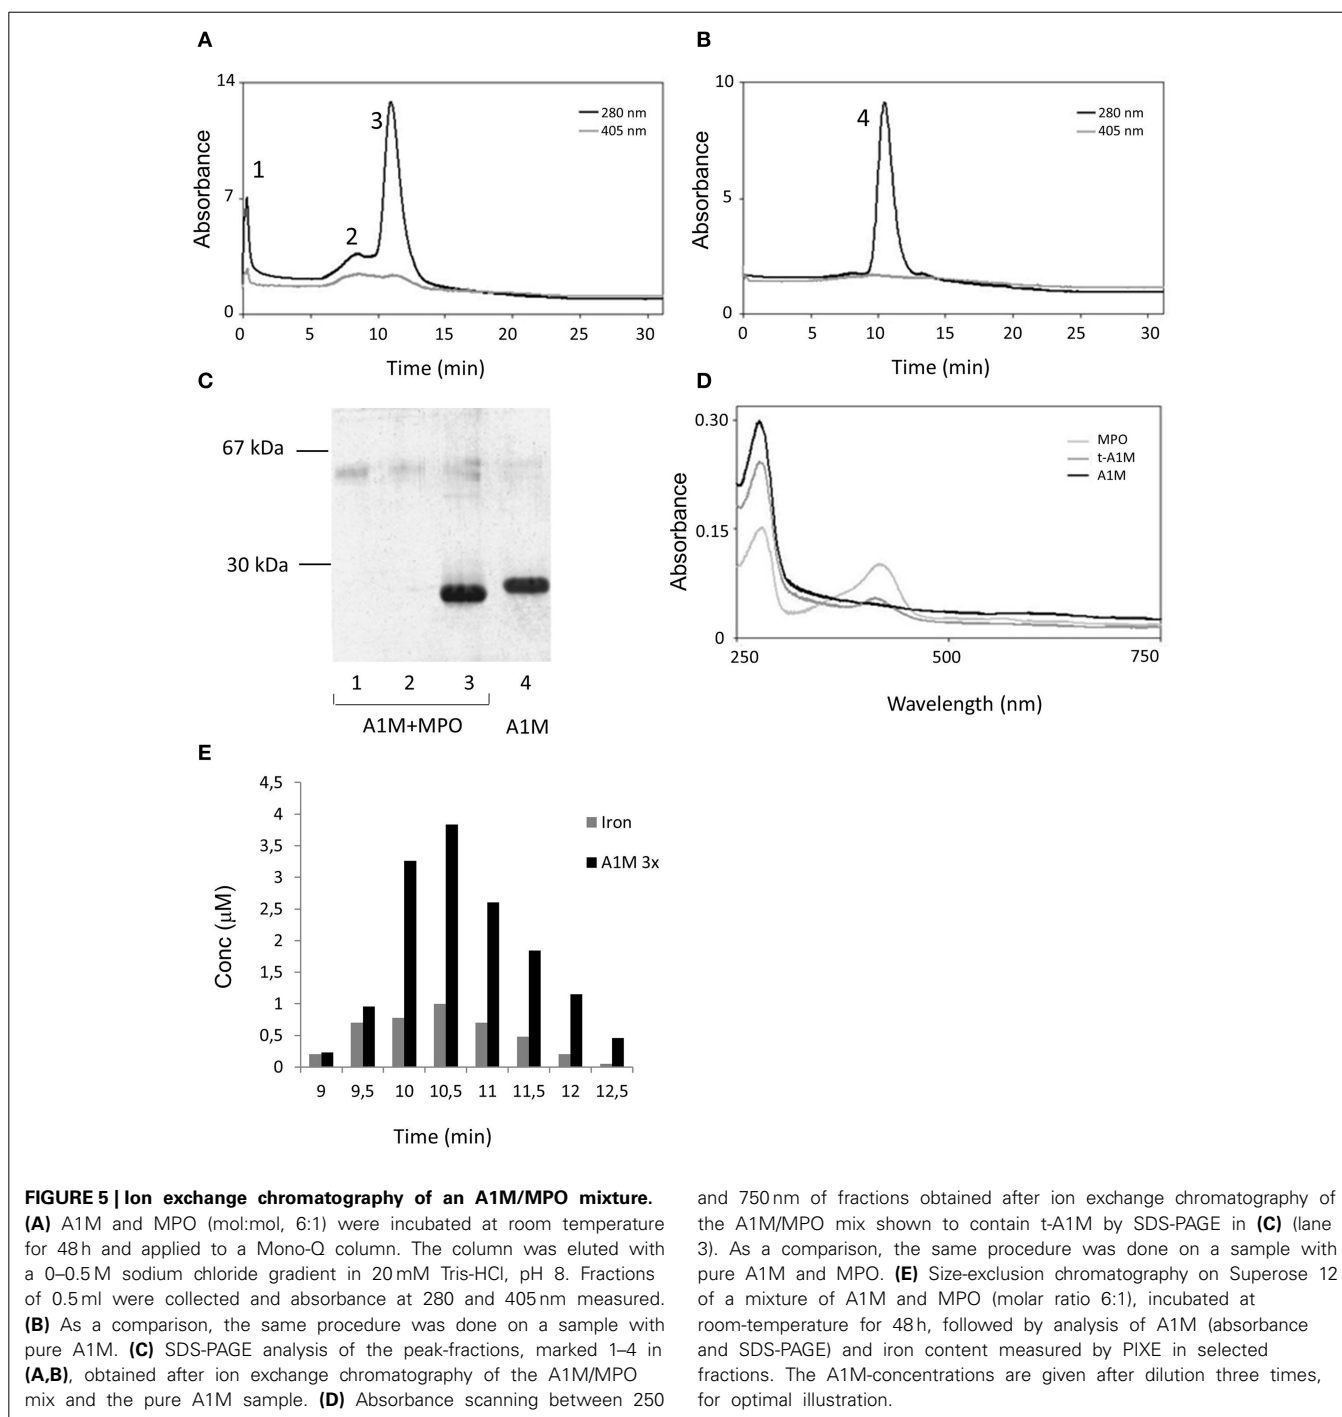 A
14
7
0
Absorbance
1
2
3
280 nm
405 nm
0 5 10 15 20 25 30
Time (min)
B
10
5
0
Absorbance
4
280 nm
405 nm
0 5 10 15 20 25 30
Time (min)
C
67 kDa
30 kDa
1 2 3 4
A1M+MPO A1M
D
0.30
0.15
0
Absorbance
MPO
t-A1M
A1M
250 500 750
Wavelength (nm)
E
4,5
4
3,5
3
2,5
2
1,5
1
0,5
0
Conc (μM)
Iron
A1M 3x
9 9,5 10 10,5 11 11,5 12 12,5
Time (min)
FIGURE 5 | Ion exchange chromatography of an A1M/MPO mixture.
(A) A1M and MPO (mol:mol, 6:1) were incubated at room temperature
for 48 h and applied to a Mono-Q column. The column was eluted with
a 0–0.5 M sodium chloride gradient in 20 mM Tris-HCl, pH 8. Fractions
of 0.5 ml were collected and absorbance at 280 and 405 nm measured.
(B) As a comparison, the same procedure was done on a sample with
pure A1M. (C) SDS-PAGE analysis of the peak-fractions, marked 1–4 in
(A,B), obtained after ion exchange chromatography of the A1M/MPO
mix and the pure A1M sample. (D) Absorbance scanning between 250
and 750 nm of fractions obtained after ion exchange chromatography of
the A1M/MPO mix shown to contain t-A1M by SDS-PAGE in (C) (lane
3). As a comparison, the same procedure was done on a sample with
pure A1M and MPO. (E) Size-exclusion chromatography on Superose 12
of a mixture of A1M and MPO (molar ratio 6:1), incubated at
room-temperature for 48 h, followed by analysis of A1M (absorbance
and SDS-PAGE) and iron content measured by PIXE in selected
fractions. The A1M-concentrations are given after dilution three times,
for optimal illustration.